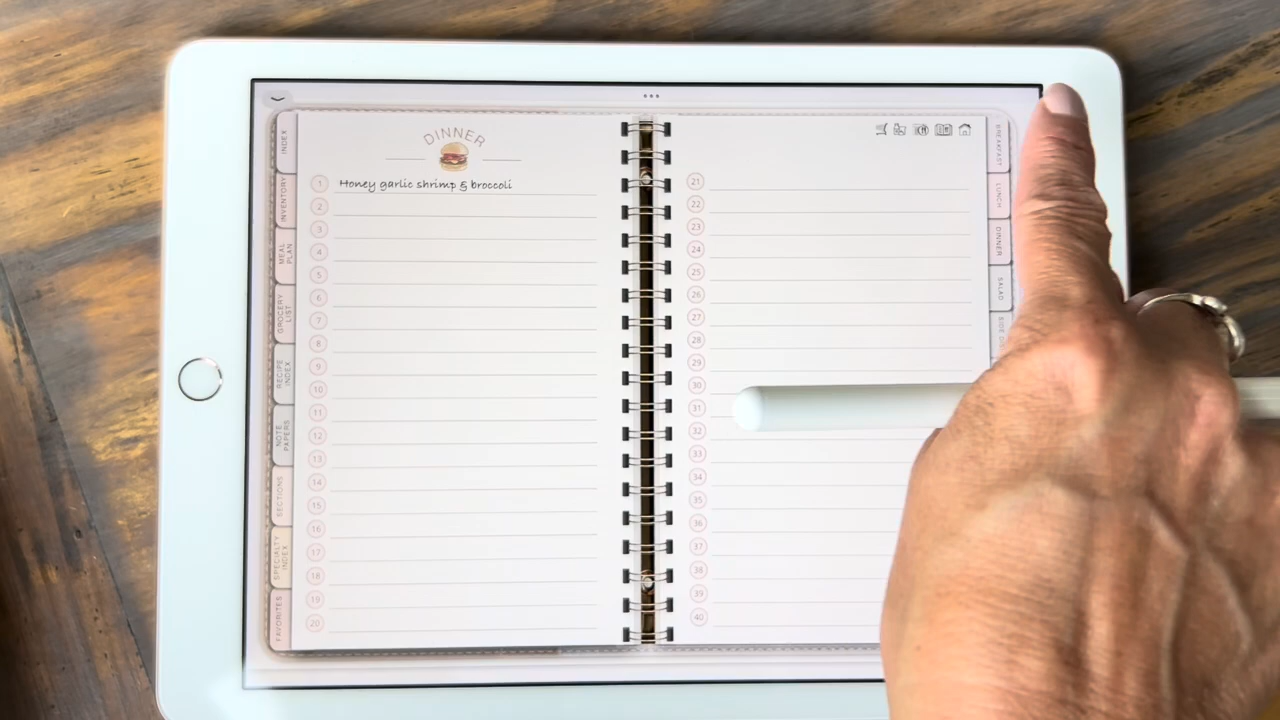 INDEX
INVENTORY
MEAL PLAN
GROCERY LIST
RECIPE INDEX
NOTE PAPERS
SECTIONS
SPECIALTY INDEX
FAVORITES
DINNER
1 Honey garlic shrimp & broccoli
2
3
4
5
6
7
8
9
10
11
12
13
14
15
16
17
18
19
20
21
22
23
24
25
26
27
28
29
30
31
32
33
34
35
36
37
38
39
40
BREAKFAST
LUNCH
DINNER
SALAD
SIDE